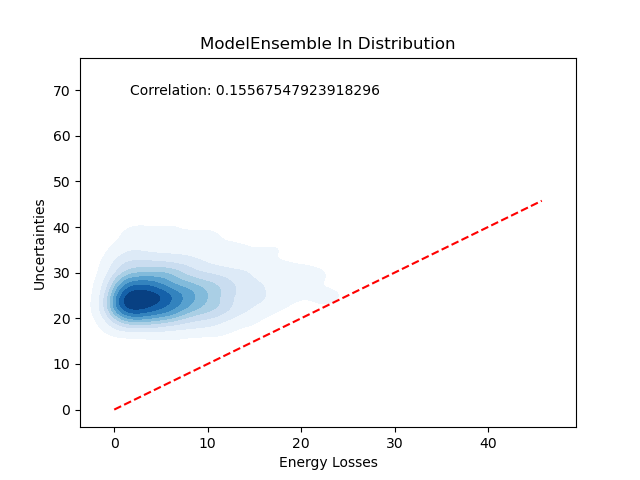 ModelEnsemble In Distribution
Correlation: 0.15567547923918296
70
60
50
40
30
20
10
0
Uncertainties
0 10 20 30 40
Energy Losses